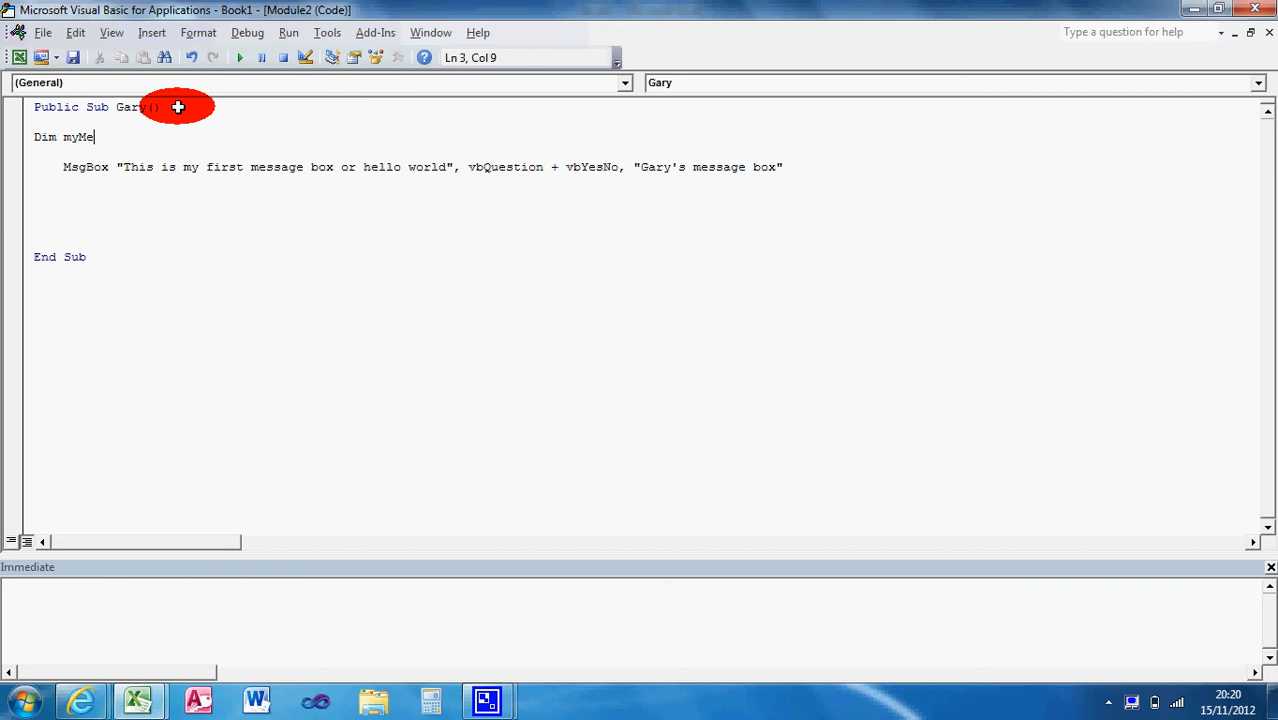 Microsoft Visual Basic for Applications - Book1 - [Module2 (Code)]
File Edit View Insert Format Debug Run Tools Add-Ins Window Help
Type a question for help
Ln 3, Col 9
(General)
Gary
Public Sub Gary()
Dim myMe
MsgBox "This is my first message box or hello world", vbQuestion + vbYesNo, "Gary's message box"
End Sub
Immediate
20:20
15/11/2012